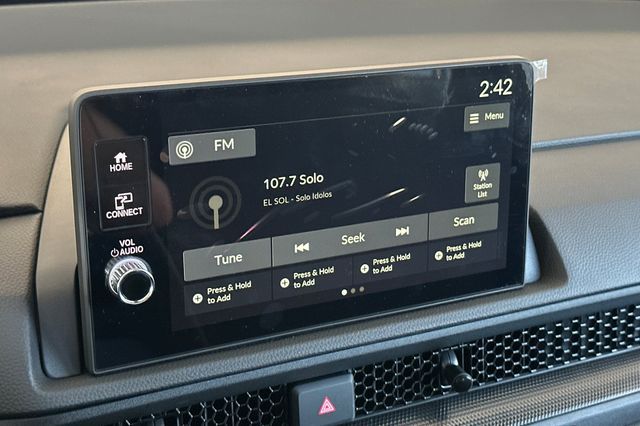 2:42
FM
Menu
HOME
107.7 Solo
EL SOL - Solo Idolos
Station
List
CONNECT
VOL
AUDIO
Tune
Seek
Scan
Press & Hold
to Add
Press & Hold
to Add
Press & Hold
to Add
Press & Hold
to Add